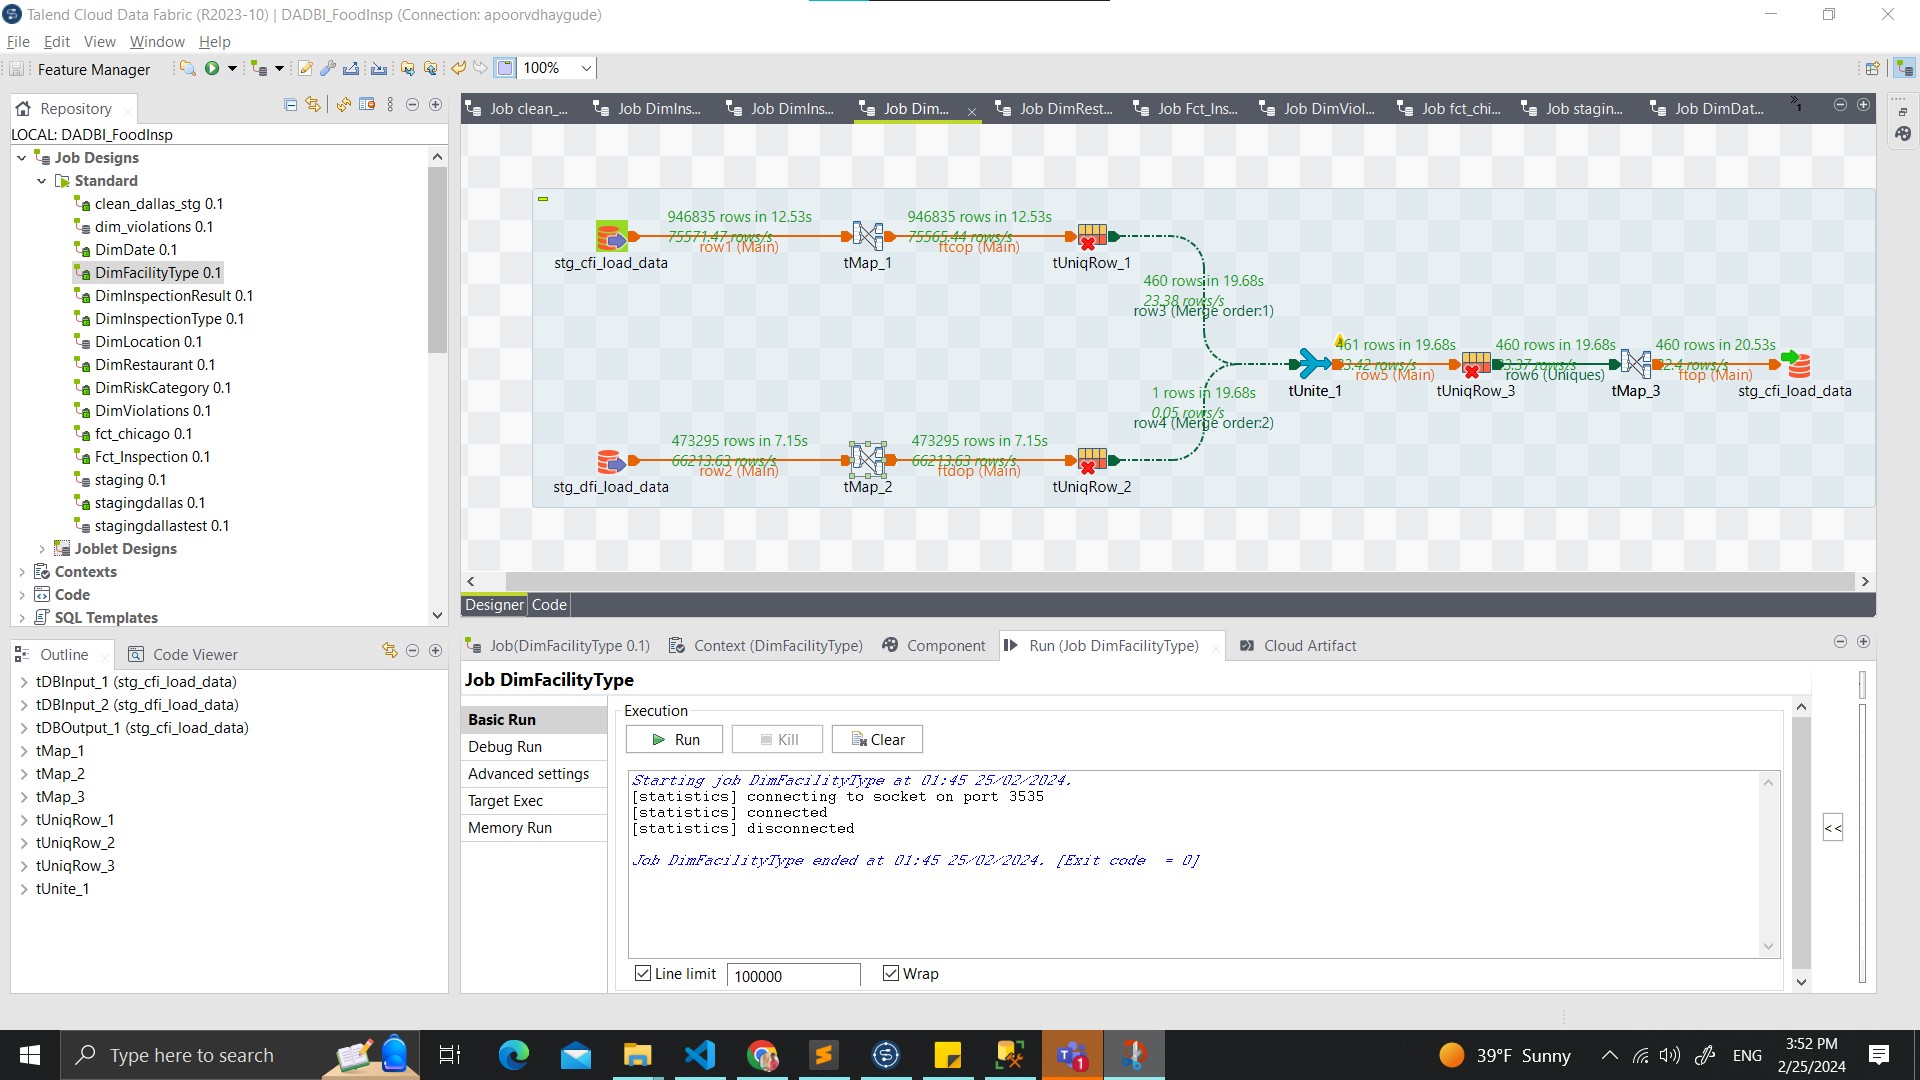 Talend Cloud Data Fabric (R2023-10) | DADBI_FoodInsp (Connection: apoorvdhaygude)
File Edit View Window Help
Feature Manager
100%
Repository
LOCAL: DADBI_FoodInsp
Job Designs
Standard
clean_dallas_stg 0.1
dim_violations 0.1
DimDate 0.1
DimFacilityType 0.1
DimInspectionResult 0.1
DimInspectionType 0.1
DimLocation 0.1
DimRestaurant 0.1
DimRiskCategory 0.1
DimViolations 0.1
fct_chicago 0.1
Fct_Inspection 0.1
staging 0.1
stagingdallas 0.1
stagingdallastest 0.1
Joblet Designs
Contexts
Code
SQL Templates
Job clean_... Job DimIns... Job DimIns... Job Dim... Job DimRest... Job Fct_Ins... Job DimViol... Job fct_chi... Job stagin... Job DimDat... 1
946835 rows in 12.53s
75571.47 rows/s
row1 (Main)
946835 rows in 12.53s
75565.44 rows/s
ftcop (Main)
stg_cfi_load_data
tMap_1
tUniqRow_1
460 rows in 19.68s
23.38 rows/s
row3 (Merge order:1)
461 rows in 19.68s
23.42 rows/s
row5 (Main)
460 rows in 19.68s
23.37 rows/s
row6 (Uniques)
460 rows in 20.53s
22.4 rows/s
ftop (Main)
tUnite_1
tUniqRow_3
tMap_3
stg_cfi_load_data
1 rows in 19.68s
0.05 rows/s
row4 (Merge order:2)
473295 rows in 7.15s
66213.63 rows/s
row2 (Main)
473295 rows in 7.15s
66213.63 rows/s
ftdop (Main)
stg_dfi_load_data
tMap_2
tUniqRow_2
Designer Code
Outline Code Viewer
tDBInput_1 (stg_cfi_load_data)
tDBInput_2 (stg_dfi_load_data)
tDBOutput_1 (stg_cfi_load_data)
tMap_1
tMap_2
tMap_3
tUniqRow_1
tUniqRow_2
tUniqRow_3
tUnite_1
Job(DimFacilityType 0.1) Context (DimFacilityType) Component Run (Job DimFacilityType) Cloud Artifact
Job DimFacilityType
Basic Run
Debug Run
Advanced settings
Target Exec
Memory Run
Execution
Run Kill Clear
Starting job DimFacilityType at 01:45 25/02/2024.
[statistics] connecting to socket on port 3535
[statistics] connected
[statistics] disconnected
Job DimFacilityType ended at 01:45 25/02/2024. [Exit code  = 0]
Line limit 100000 Wrap
<<
Type here to search
1
39°F Sunny
ENG
3:52 PM
2/25/2024